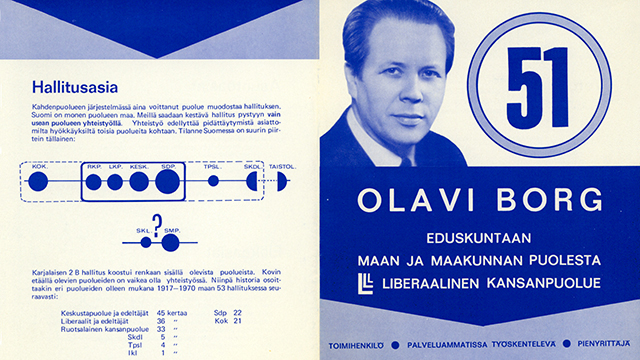 Hallitusasia
Kahdenpuolueen järjestelmässä aina voittanut puolue muodostaa hallituksen.
Suomi on monen puolueen maa. Meillä saadaan kestävä hallitus pystyyn vain
usean puolueen yhteistyöllä. Yhteistyö edellyttää pidättäytymistä asiatto-
milta hyökkäyksiltä toisia puolueita kohtaan. Tilanne Suomessa on suurin piir-
tein tällainen:
KOK. RKP. LKP. KESK. SDP. TPSL. SKDL. TAISTOL.
?
SKL. SMP.
Karjalaisen 2 B hallitus koostui renkaan sisällä olevista puolueista. Kovin
etäällä olevien puolueiden on vaikea olla yhteistyössä. Niinpä historia osoit-
taakin eri puolueiden olleen mukana 1917–1970 maan 53 hallituksessa seu-
raavasti:
Keskustapuolue ja edeltäjät 45 kertaa Sdp 22
Liberaalit ja edeltäjät 36 " Kok 21
Ruotsalainen kansanpuolue 33 "
Skdl 5 "
Tpsl 4 "
Ikl 1 "
51
OLAVI BORG
EDUSKUNTAAN
MAAN JA MAAKUNNAN PUOLESTA
LLL LIBERAALINEN KANSANPUOLUE
TOIMIHENKILÖ • PALVELUAMMATISSA TYÖSKENTELEVÄ • PIENYRITTÄJÄ